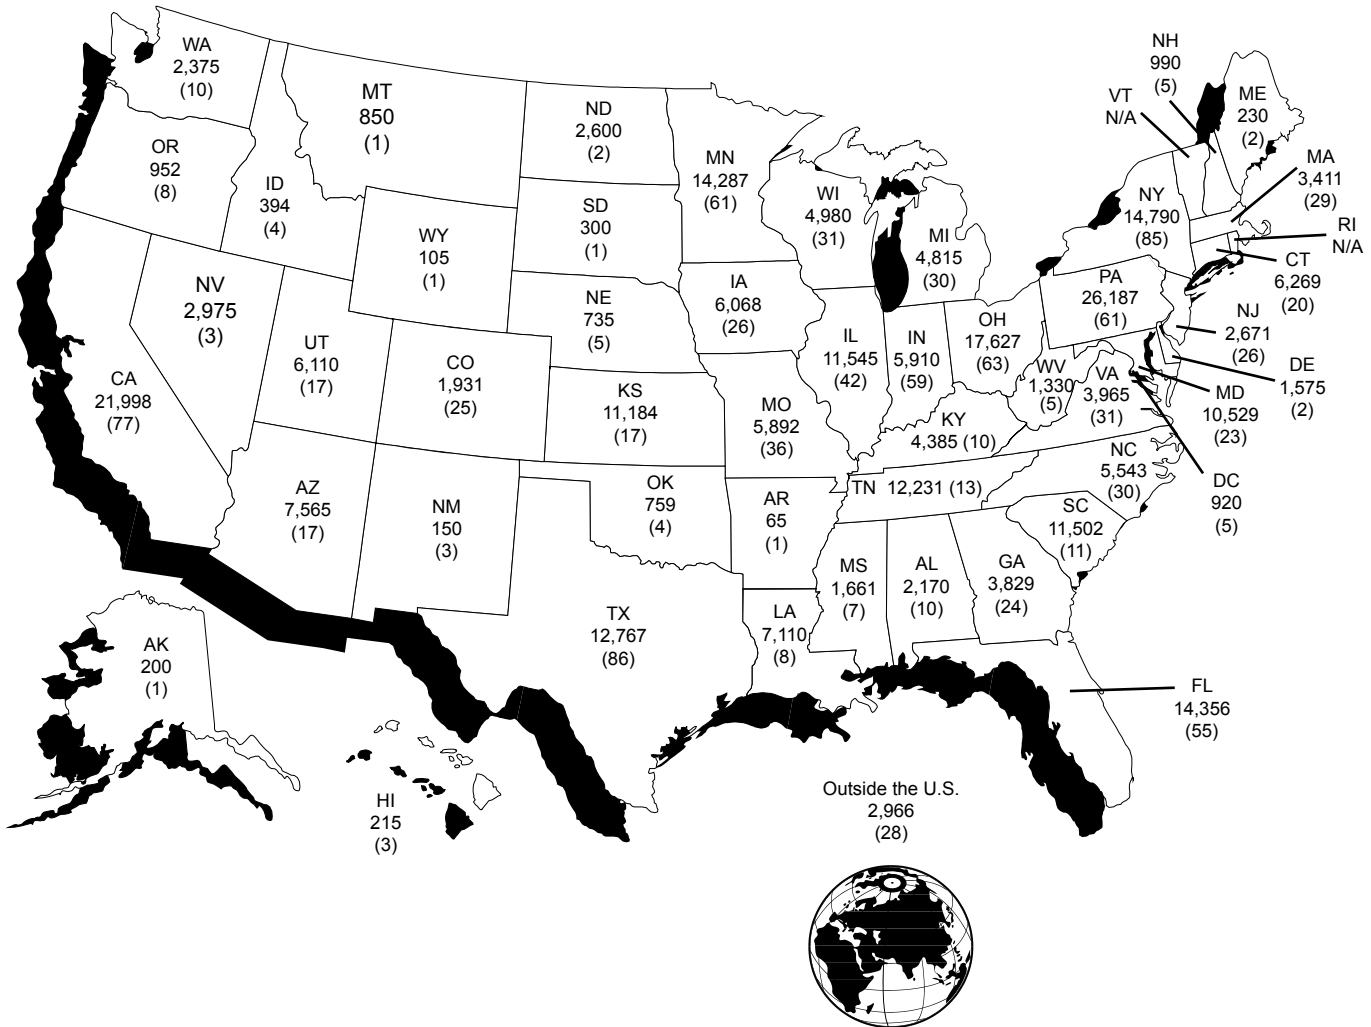 WA
2,375
(10)
OR
952
(8)
ID
394
(4)
MT
850
(1)
WY
105
(1)
NV
2,975
(3)
UT
6,110
(17)
CO
1,931
(25)
CA
21,998
(77)
AZ
7,565
(17)
NM
150
(3)
ND
2,600
(2)
SD
300
(1)
NE
735
(5)
KS
11,184
(17)
OK
759
(4)
TX
12,767
(86)
MN
14,287
(61)
IA
6,068
(26)
MO
5,892
(36)
AR
65
(1)
LA
7,110
(8)
WI
4,980
(31)
IL
11,545
(42)
MI
4,815
(30)
IN
5,910
(59)
OH
17,627
(63)
KY
4,385 (10)
TN 12,231 (13)
MS
1,661
(7)
AL
2,170
(10)
GA
3,829
(24)
SC
11,502
(11)
NC
5,543
(30)
VA
3,965
(31)
WV
1,330
(5)
PA
26,187
(61)
NY
14,790
(85)
VT
N/A
NH
990
(5)
ME
230
(2)
MA
3,411
(29)
RI
N/A
CT
6,269
(20)
NJ
2,671
(26)
DE
1,575
(2)
MD
10,529
(23)
DC
920
(5)
FL
14,356
(55)
AK
200
(1)
HI
215
(3)
Outside the U.S.
2,966
(28)